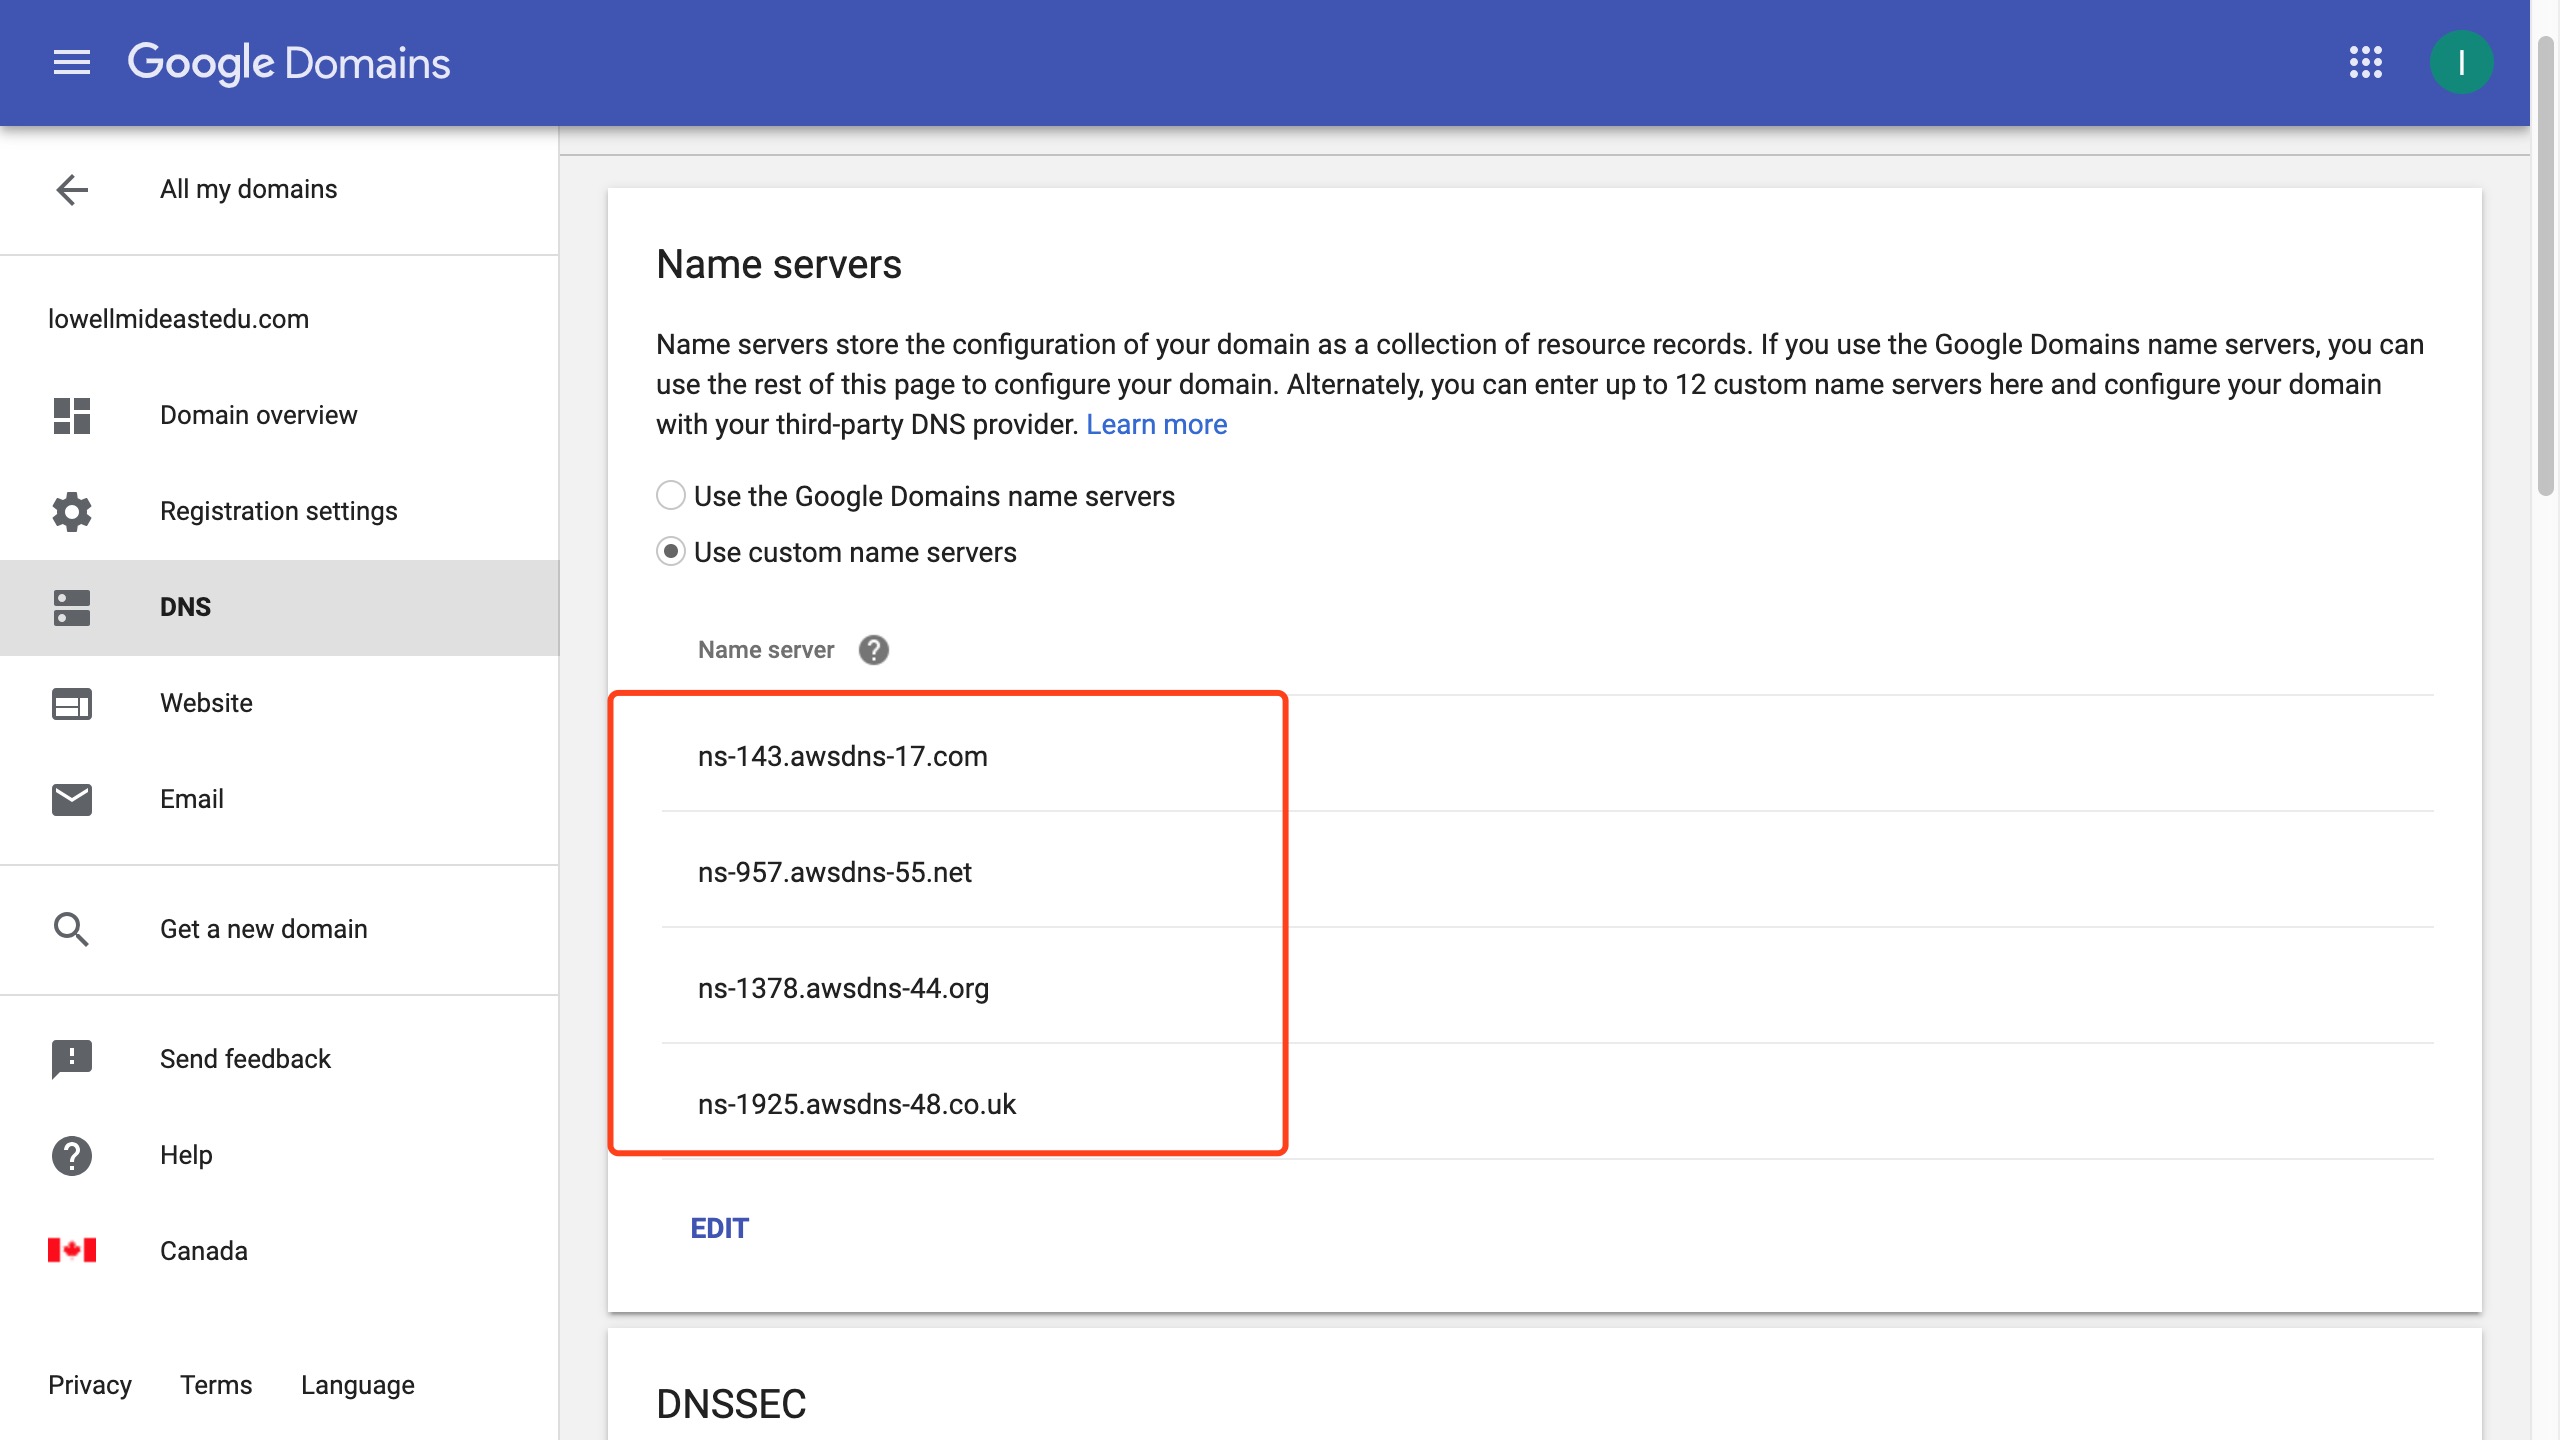 Google Domains
I
All my domains
lowellmideastedu.com
Domain overview
Registration settings
DNS
Website
Email
Get a new domain
Send feedback
Help
Canada
Privacy Terms Language
Name servers
Name servers store the configuration of your domain as a collection of resource records. If you use the Google Domains name servers, you can
use the rest of this page to configure your domain. Alternately, you can enter up to 12 custom name servers here and configure your domain
with your third-party DNS provider. Learn more
Use the Google Domains name servers
Use custom name servers
Name server ?
ns-143.awsdns-17.com
ns-957.awsdns-55.net
ns-1378.awsdns-44.org
ns-1925.awsdns-48.co.uk
EDIT
DNSSEC